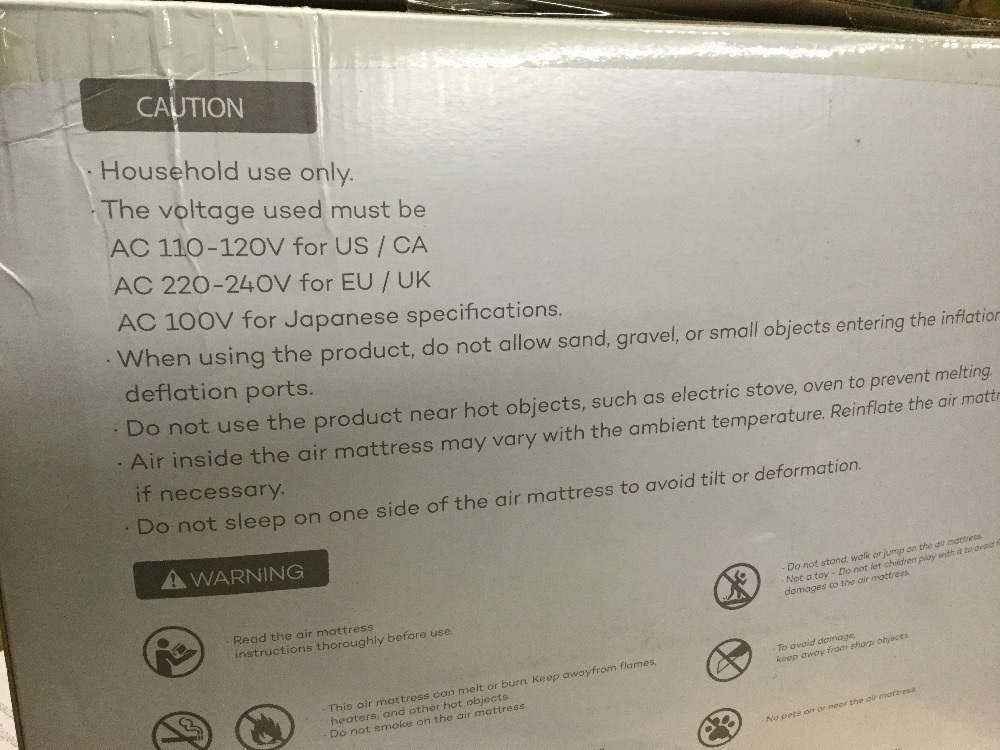 CAUTION
· Household use only.
· The voltage used must be
AC 110-120V for US / CA
AC 220-240V for EU / UK
AC 100V for Japanese specifications.
· When using the product, do not allow sand, gravel, or small objects entering the
deflation ports.
· Do not use the product near hot objects, such as electric stove, oven to prevent melting.
· Air inside the air mattress may vary with the ambient temperature. Reinflate the air
if necessary.
· Do not sleep on one side of the air mattress to avoid tilt or deformation.
WARNING
· Read the air mattress
instructions thoroughly before use.
· This air mattress can melt or burn. Keep awayfrom flames,
heaters, and other hot objects.
· Do not smoke on the air mattress.
· Do not stand, walk or jump on the air mattress.
· Not a toy - Do not let children play with it to avoid
damages to the air mattress.
· To avoid damage,
keep away from sharp objects.
· No pets on or near the air mattress.